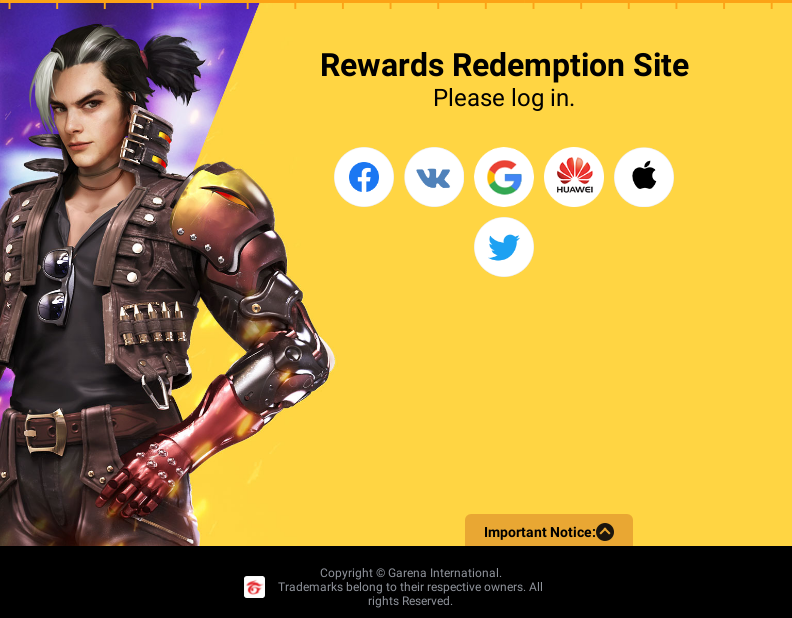 Rewards Redemption Site
Please log in.
HUAWEI
Important Notice:
Copyright © Garena International.
Trademarks belong to their respective owners. All
rights Reserved.